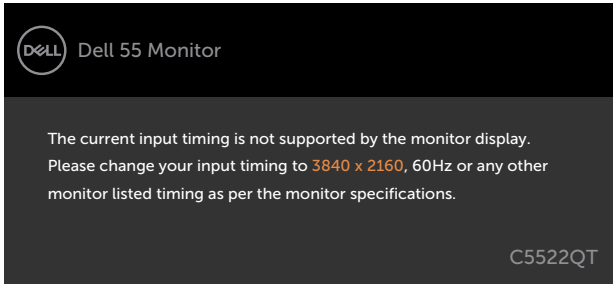 DELL
Dell 55 Monitor
The current input timing is not supported by the monitor display.
Please change your input timing to 3840 x 2160, 60Hz or any other
monitor listed timing as per the monitor specifications.
C5522QT